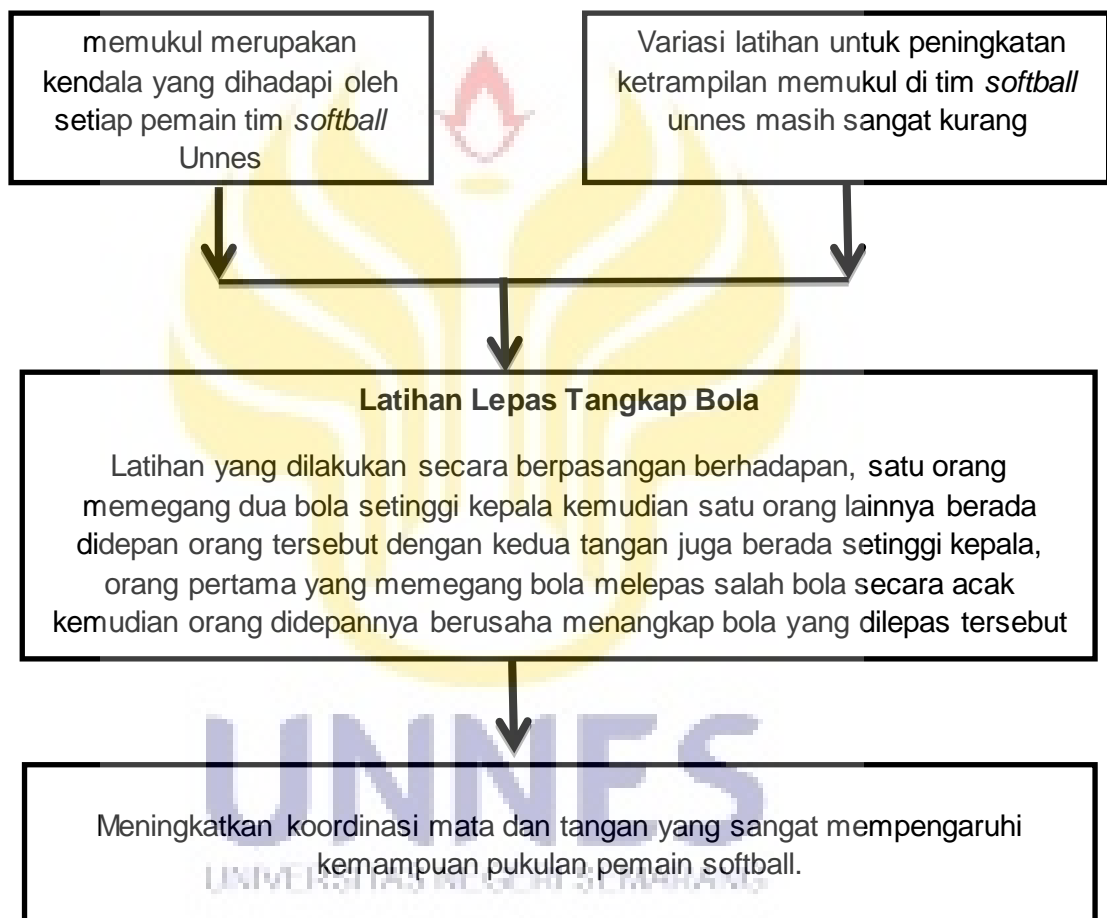 memukul merupakan
kendala yang dihadapi oleh
setiap pemain tim softball
Unnes
Variasi latihan untuk peningkatan
ketrampilan memukul di tim softball
unnes masih sangat kurang
Latihan Lepas Tangkap Bola
Latihan yang dilakukan secara berpasangan berhadapan, satu orang
memegang dua bola setinggi kepala kemudian satu orang lainnya berada
didepan orang tersebut dengan kedua tangan juga berada setinggi kepala,
orang pertama yang memegang bola melepas salah bola secara acak
kemudian orang didepannya berusaha menangkap bola yang dilepas tersebut
UNNES
Meningkatkan koordinasi mata dan tangan yang sangat mempengaruhi
kemampuan pukulan pemain softball.
UNIVERSITAS NEGERI SEMARANG